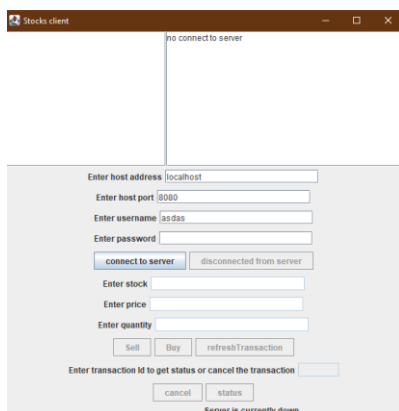 Stocks client
no connect to server
Enter host address localhost
Enter host port 8080
Enter username asdas
Enter password
connect to server disconnected from server
Enter stock
Enter price
Enter quantity
Sell Buy refreshTransaction
Enter transaction Id to get status or cancel the transaction
cancel status
Server is currently down